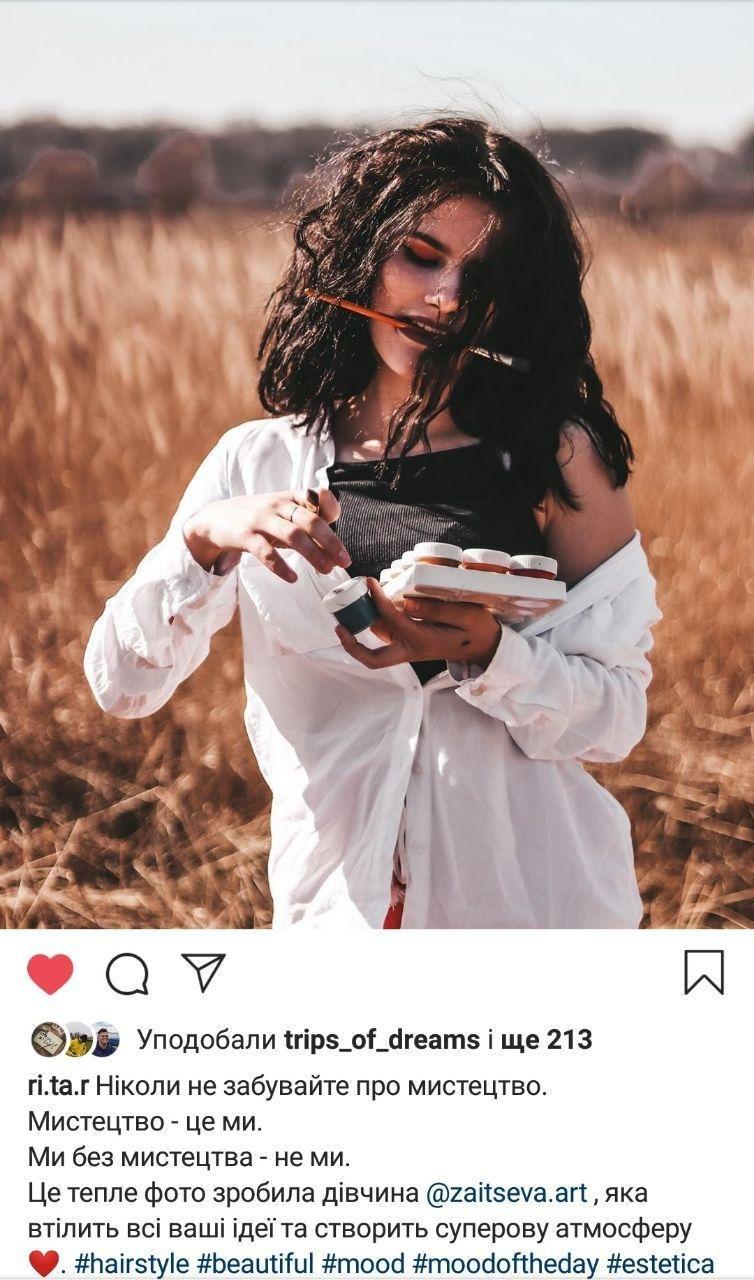 Уподобали trips_of_dreams і ще 213
ri.ta.r Ніколи не забувайте про мистецтво.
Мистецтво - це ми.
Ми без мистецтва - не ми.
Це тепле фото зробила дівчина @zaitseva.art , яка
втілить всі ваші ідеї та створить суперову атмосферу
❤️. #hairstyle #beautiful #mood #moodoftheday #estetica